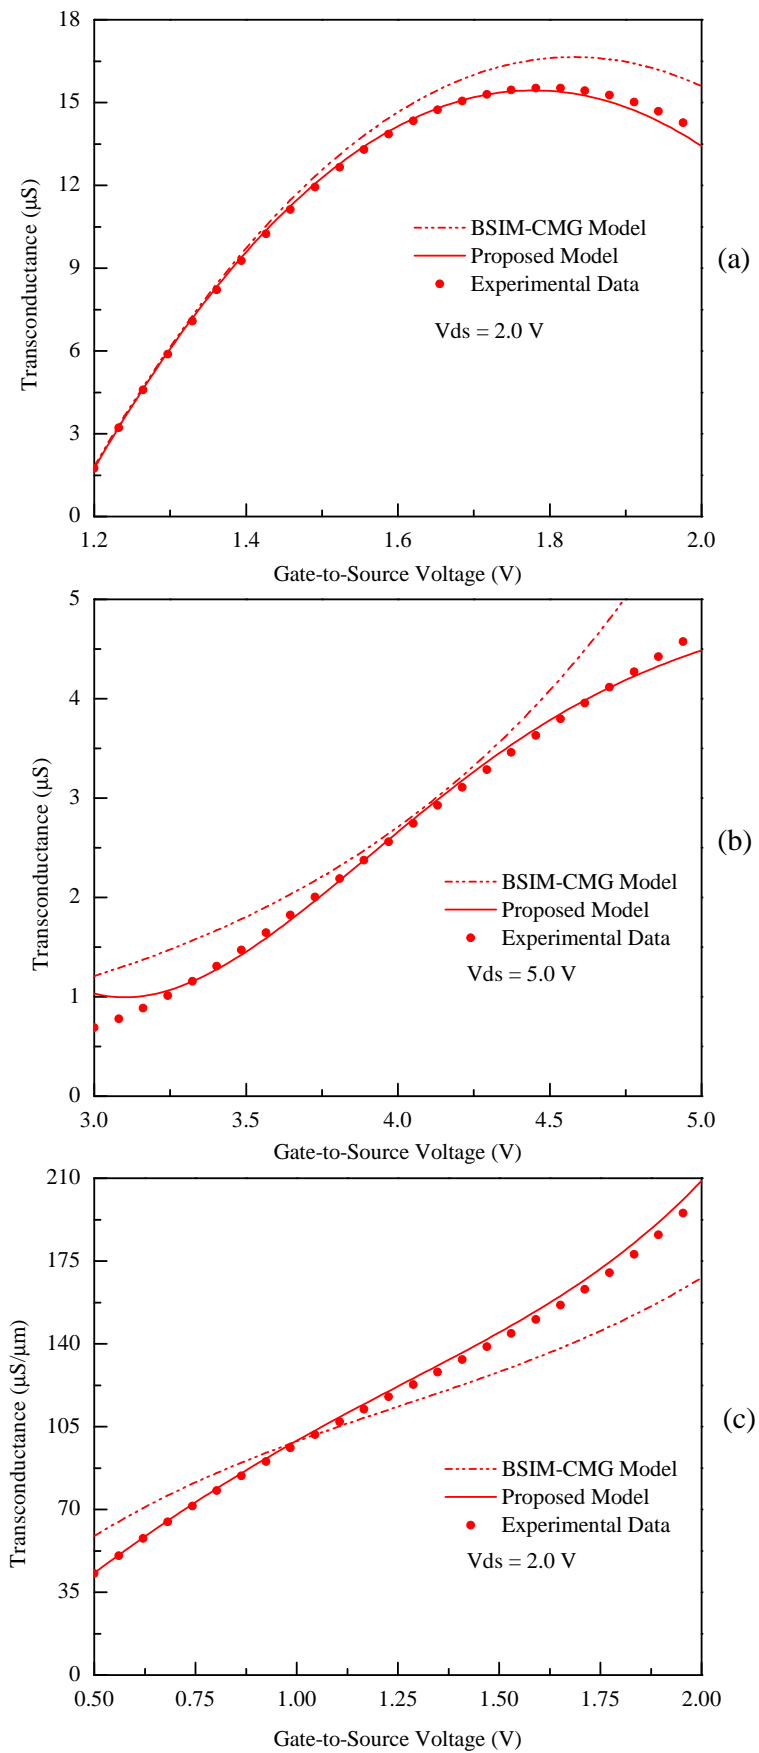 18
15
12
9
6
3
0
Transconductance (μS)
BSIM-CMG Model
Proposed Model
Experimental Data
Vds = 2.0 V
(a)
1.2 1.4 1.6 1.8 2.0
Gate-to-Source Voltage (V)
5
4
3
2
1
0
Transconductance (μS)
BSIM-CMG Model
Proposed Model
Experimental Data
Vds = 5.0 V
(b)
3.0 3.5 4.0 4.5 5.0
Gate-to-Source Voltage (V)
210
175
140
105
70
35
0
Transconductance (μS/μm)
BSIM-CMG Model
Proposed Model
Experimental Data
Vds = 2.0 V
(c)
0.50 0.75 1.00 1.25 1.50 1.75 2.00
Gate-to-Source Voltage (V)